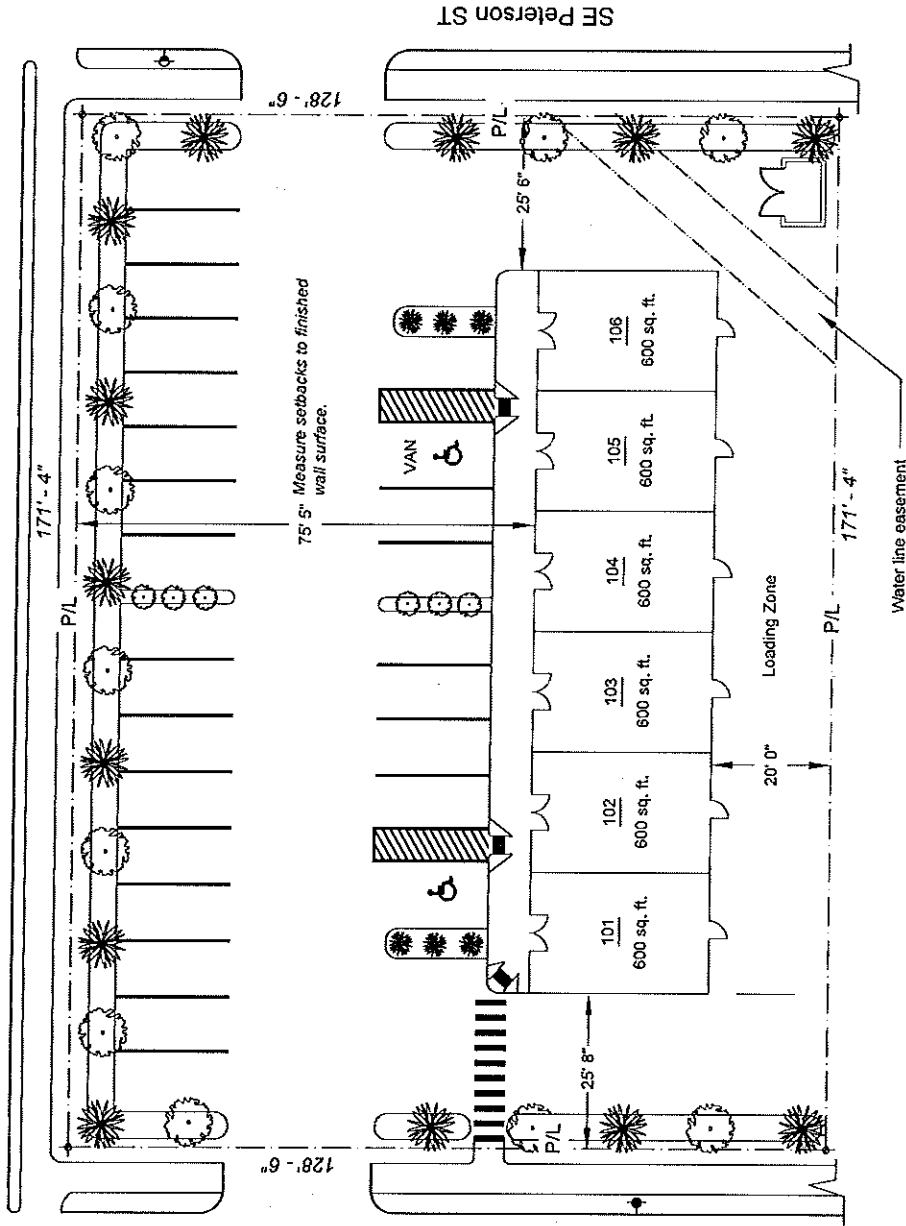 SE Peterson ST
171' - 4"
P/L
128' - 6"
P/L
25' 6"
75' 5" Measure setbacks to finished
wall surface.
VAN
101
600 sq. ft.
102
600 sq. ft.
103
600 sq. ft.
104
600 sq. ft.
105
600 sq. ft.
106
600 sq. ft.
Loading Zone
20' 0"
25' 8"
P/L
128' - 6"
P/L
171' - 4"
Water line easement